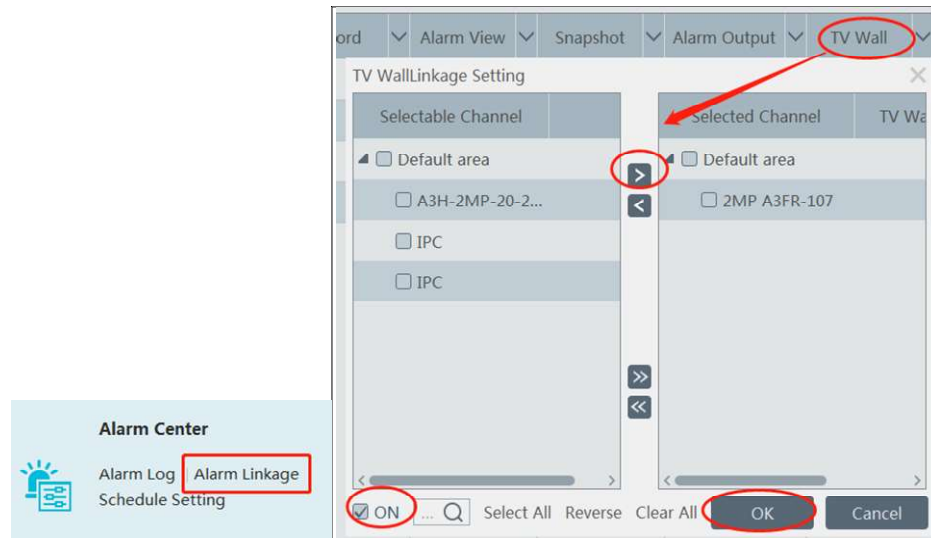 ord Alarm View Snapshot Alarm Output TV Wall
TV WallLinkage Setting
Selectable Channel Selected Channel TV Wa
Default area Default area
A3H-2MP-20-2... 2MP A3FR-107
IPC
IPC
ON ... Select All Reverse Clear All OK Cancel
Alarm Center
Alarm Log Alarm Linkage
Schedule Setting